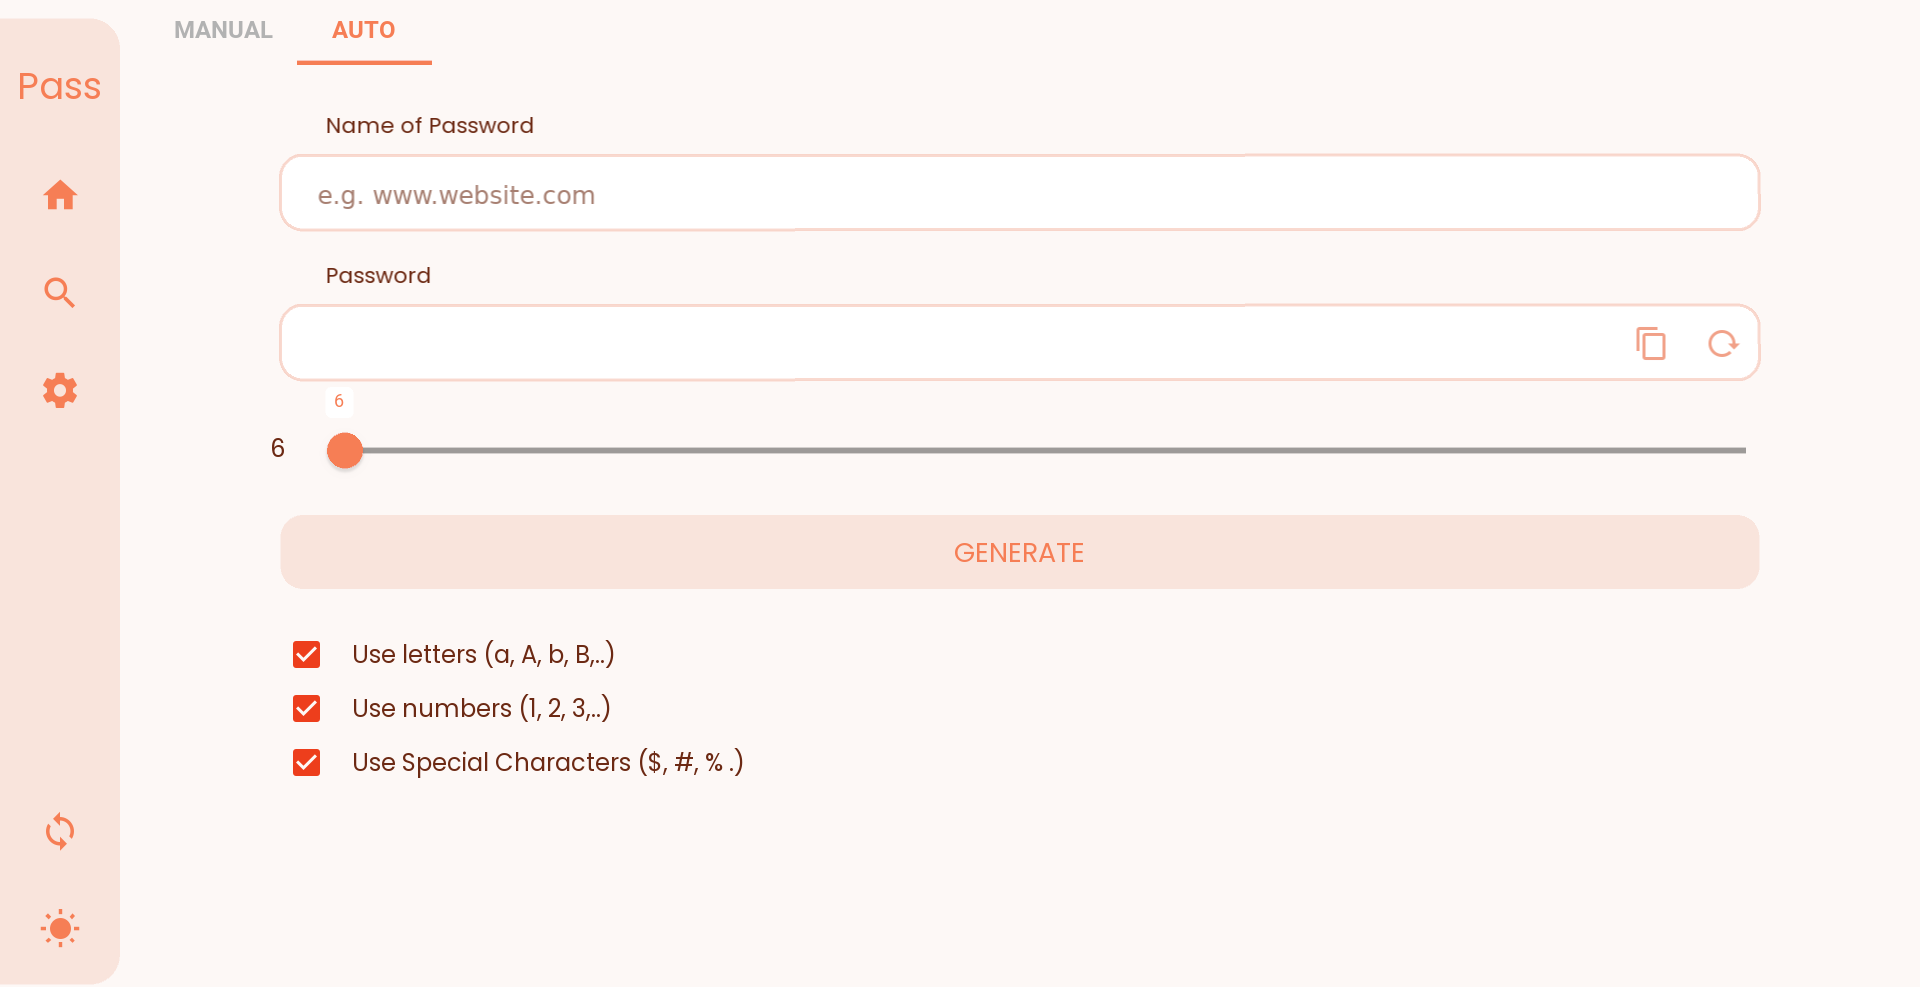 MANUAL AUTO
Pass
Name of Password
e.g. www.website.com
Password
6
6
GENERATE
Use letters (a, A, b, B,..)
Use numbers (1, 2, 3,..)
Use Special Characters ($, #, % .)